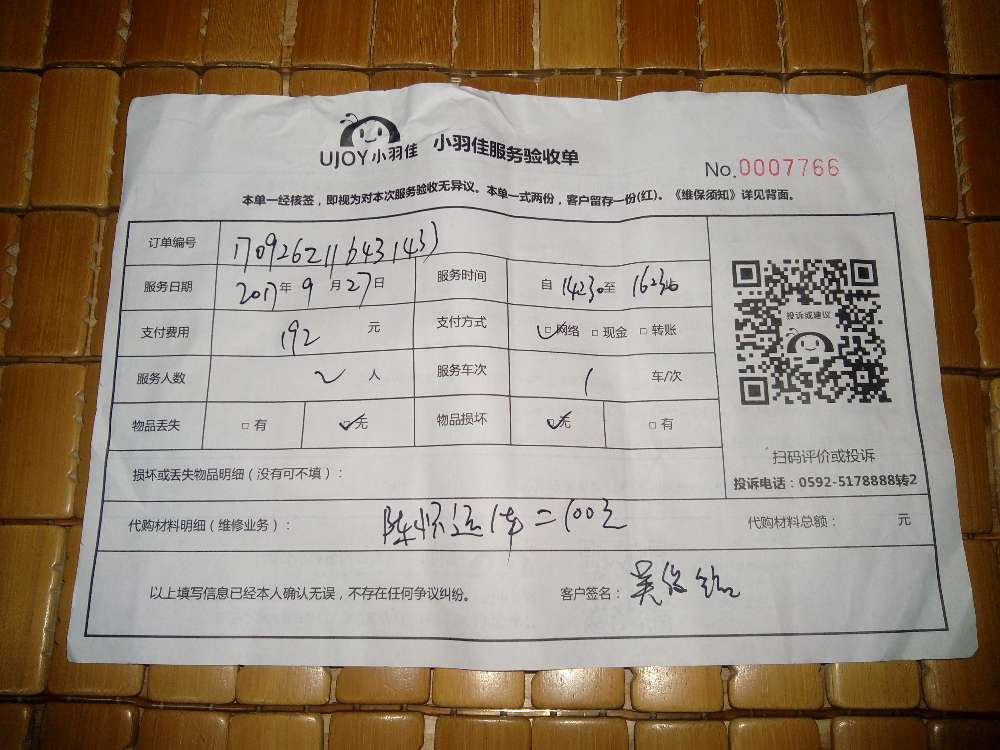 UJOY小羽佳 小羽佳服务验收单
No.0007766
本单一经核签，即视为对本次服务验收无异议。本单一式两份，客户留存一份(红)。《维保须知》详见背面。
订单编号
服务日期 2017年9月27日 服务时间 自14230至
支付费用 192 元 支付方式 □网络 □现金 □转账
服务人数 2人 服务车次 1 车/次
物品丢失 □有 □无 物品损坏 □无 □有
损坏或丢失物品明细（没有可不填）：
代购材料明细（维修业务）： =100元 代购材料总额： 元
以上填写信息已经本人确认无误，不存在任何争议纠纷。 客户签名：吴
投诉或建议
扫码评价或投诉
投诉电话：0592-5178888转2